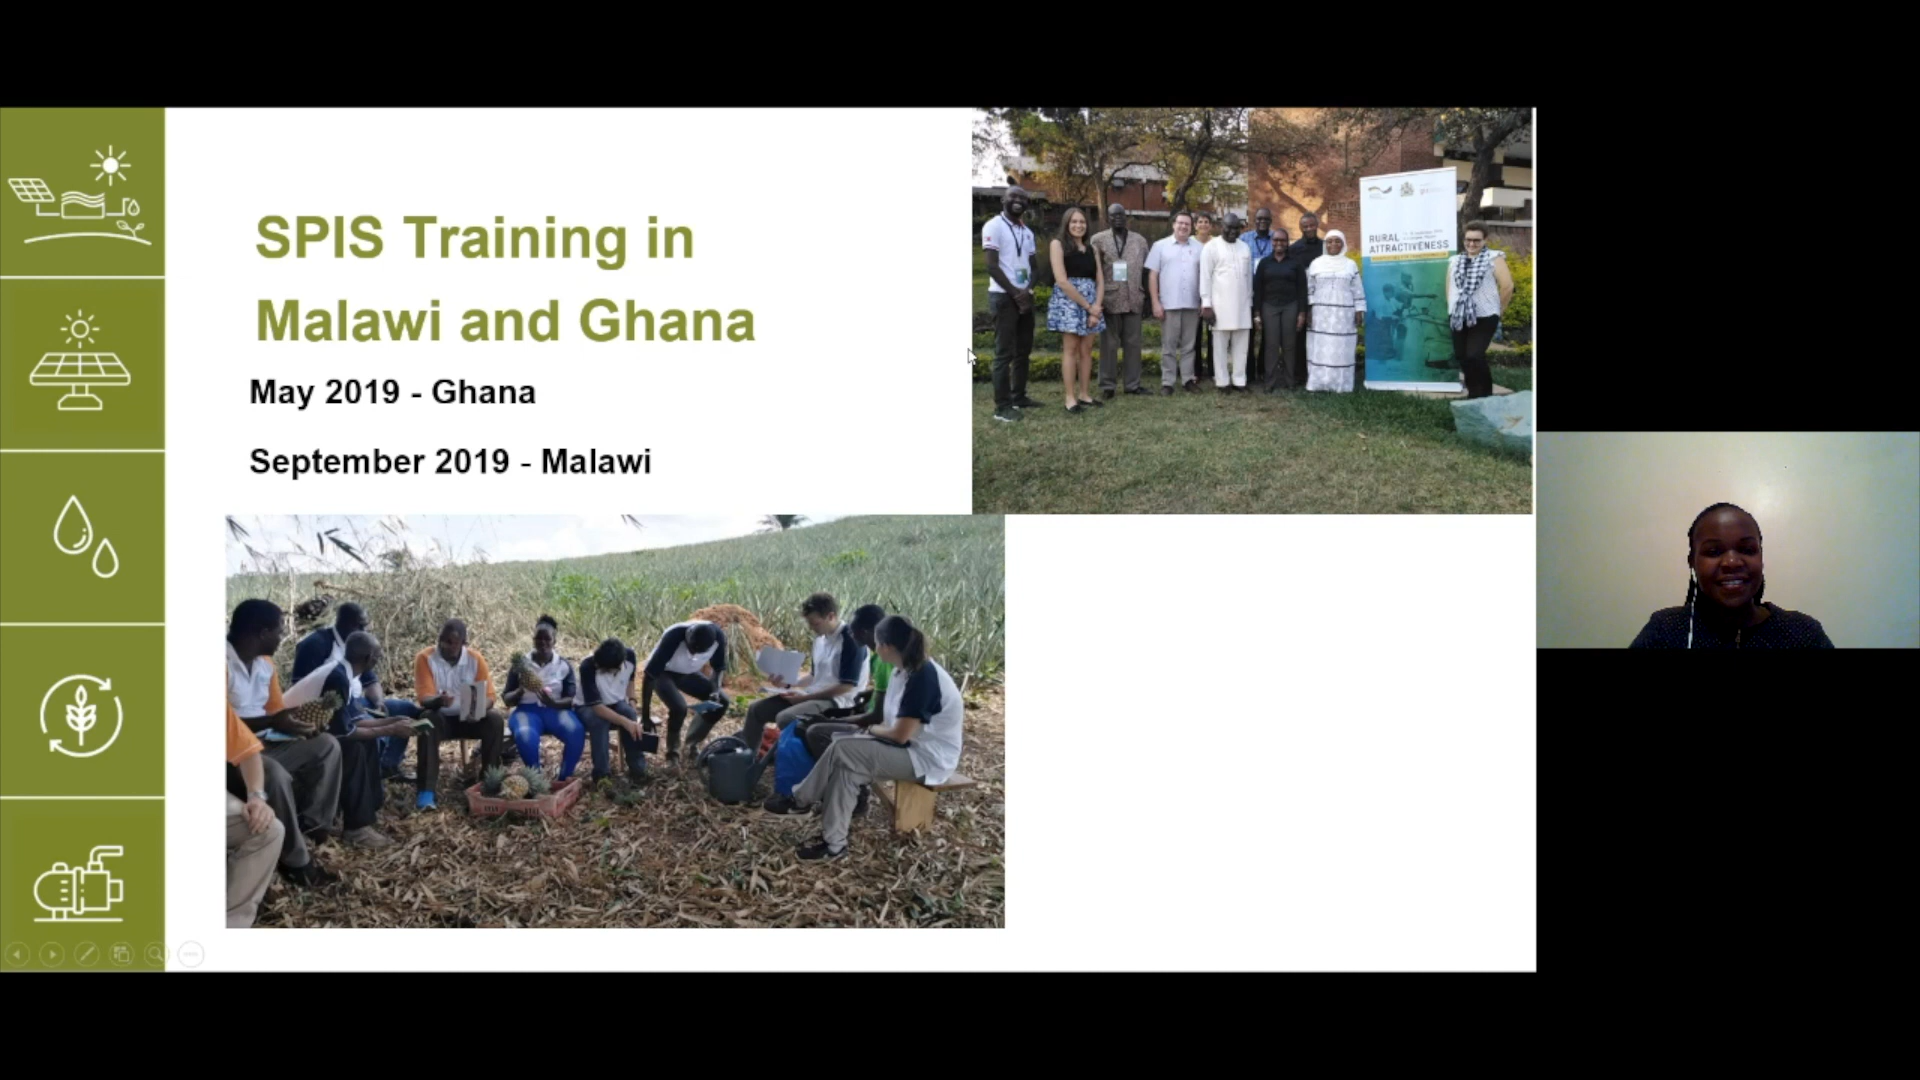 SPIS Training in
Malawi and Ghana
May 2019 - Ghana
September 2019 - Malawi
RURAL
ATTRACTIVENESS